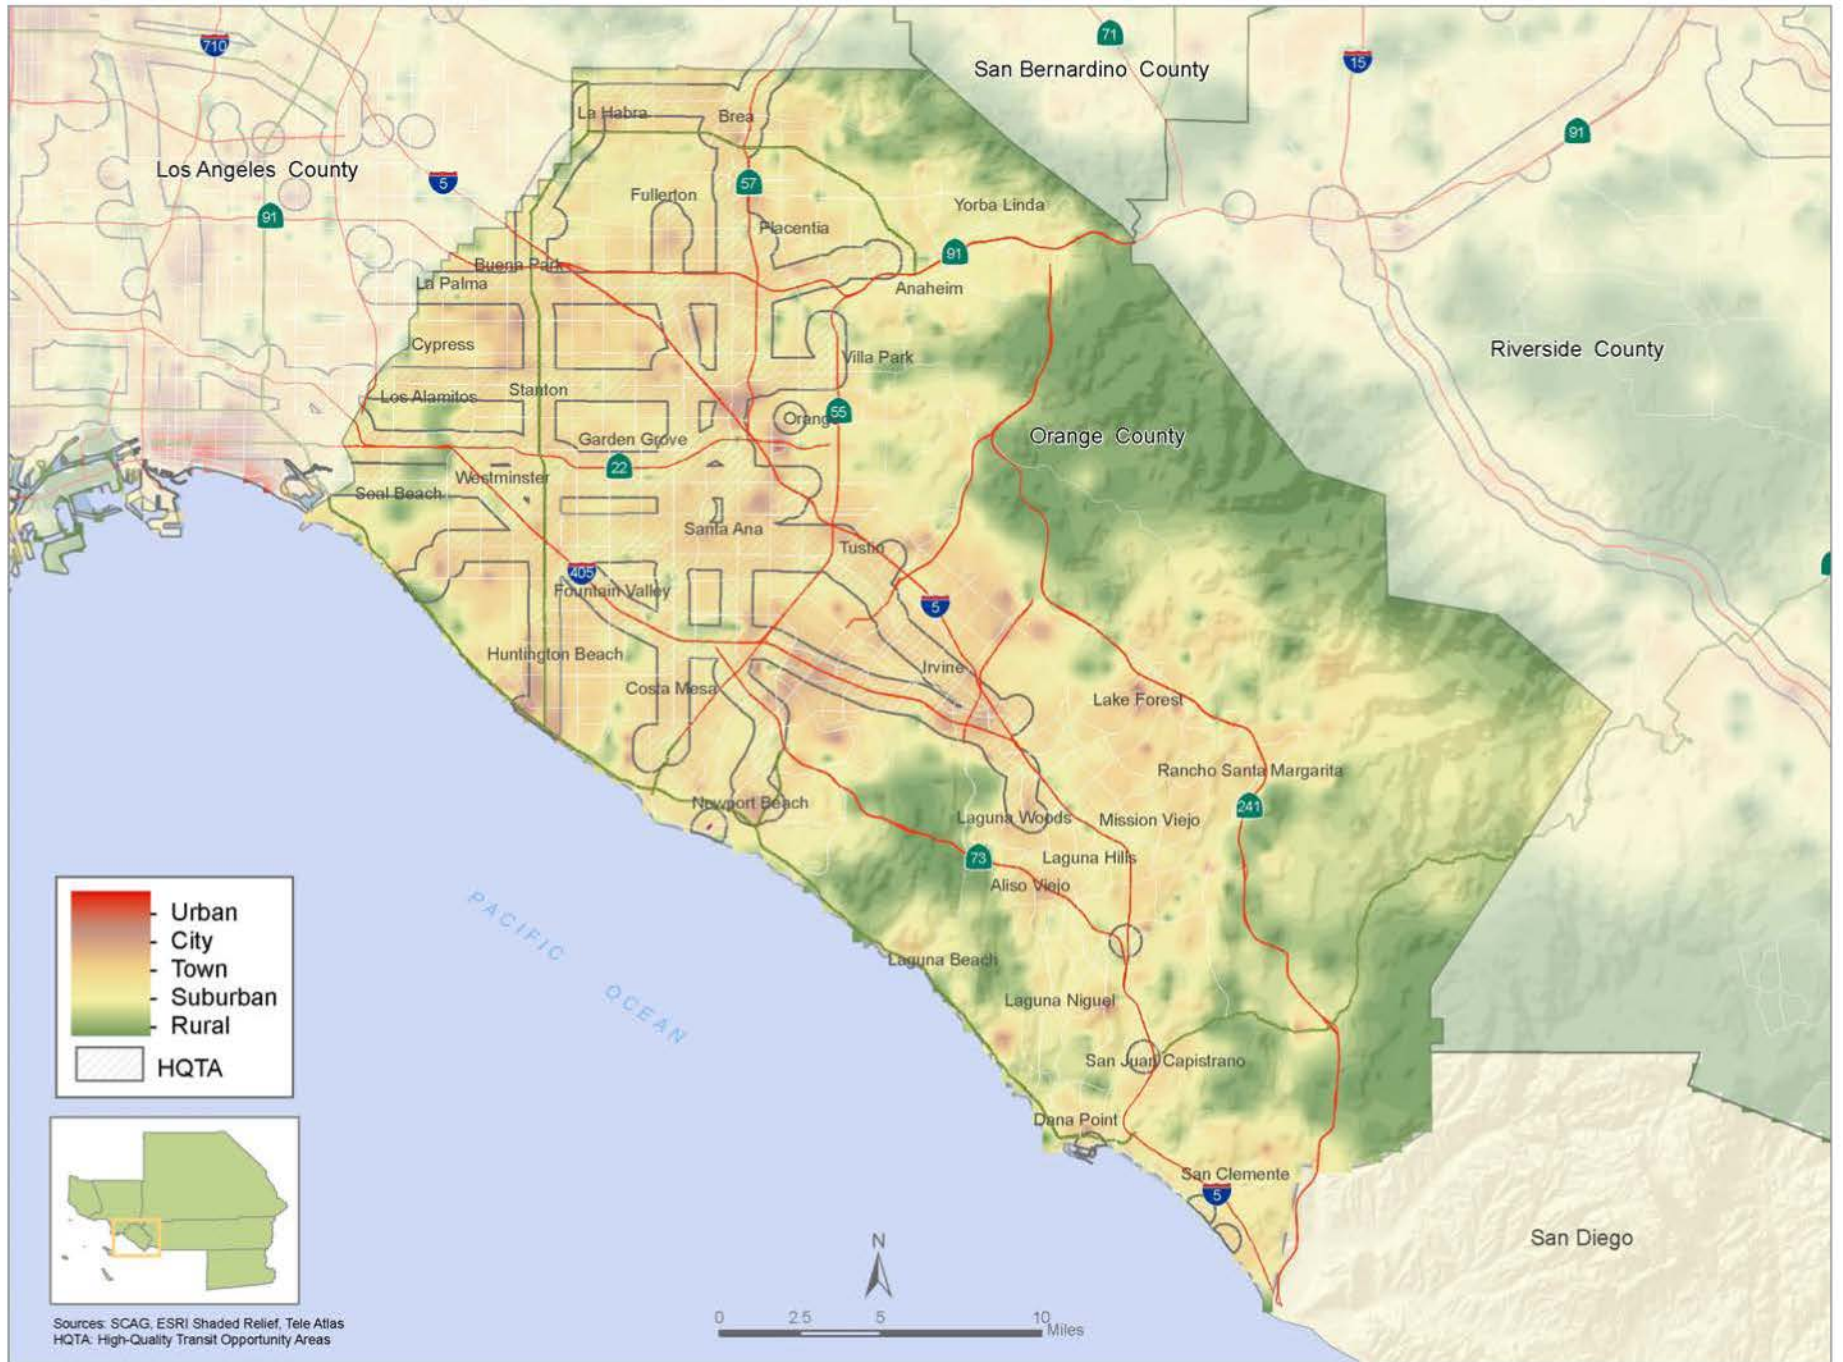 710
71
San Bernardino County
15
La Habra
Brea
91
Los Angeles County
5
57
Fullerton
91
Yorba Linda
Placentia
91
Buena Park
La Palma
Anaheim
Cypress
Villa Park
Riverside County
Los Alamitos
Stanton
Orange
55
Garden Grove
Orange County
22
Westminster
Seal Beach
Santa Ana
Tustin
405
Fountain Valley
5
Huntington Beach
Irvine
Costa Mesa
Lake Forest
Rancho Santa Margarita
Newport Beach
241
Laguna Woods
Mission Viejo
73
Laguna Hills
Aliso Viejo
PACIFIC
OCEAN
Laguna Beach
Laguna Niguel
San Juan Capistrano
Dana Point
San Clemente
5
San Diego
Urban
City
Town
Suburban
Rural
HQTA
N
0 2.5 5 10
Miles
Sources: SCAG, ESRI Shaded Relief, Tele Atlas
HQTA: High-Quality Transit Opportunity Areas